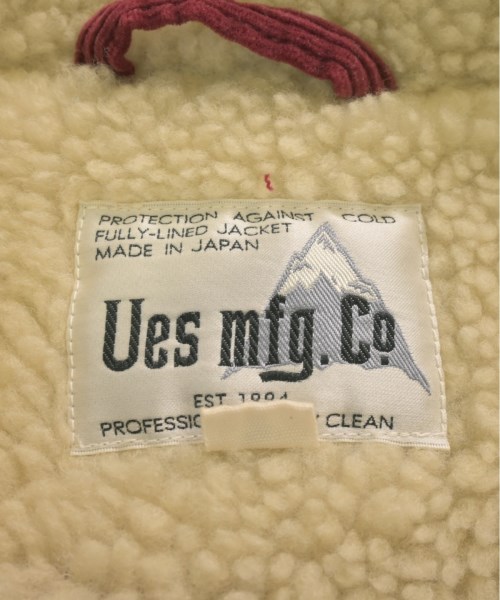 PROTECTION AGAINST COLD
FULLY-LINED JACKET
MADE IN JAPAN
Ues mfg. Co
EST 1994
CLEAN